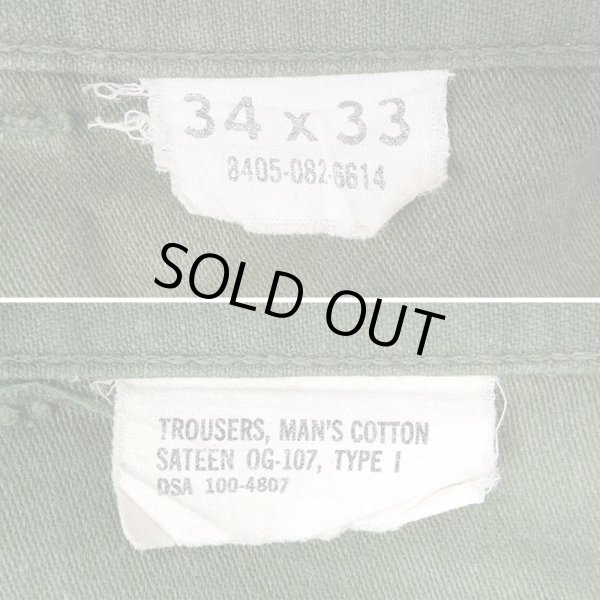 34 x 33
8405-082-6614
SOLD OUT
TROUSERS, MAN'S COTTON
SATEEN OG-107, TYPE I
DSA 100-4807